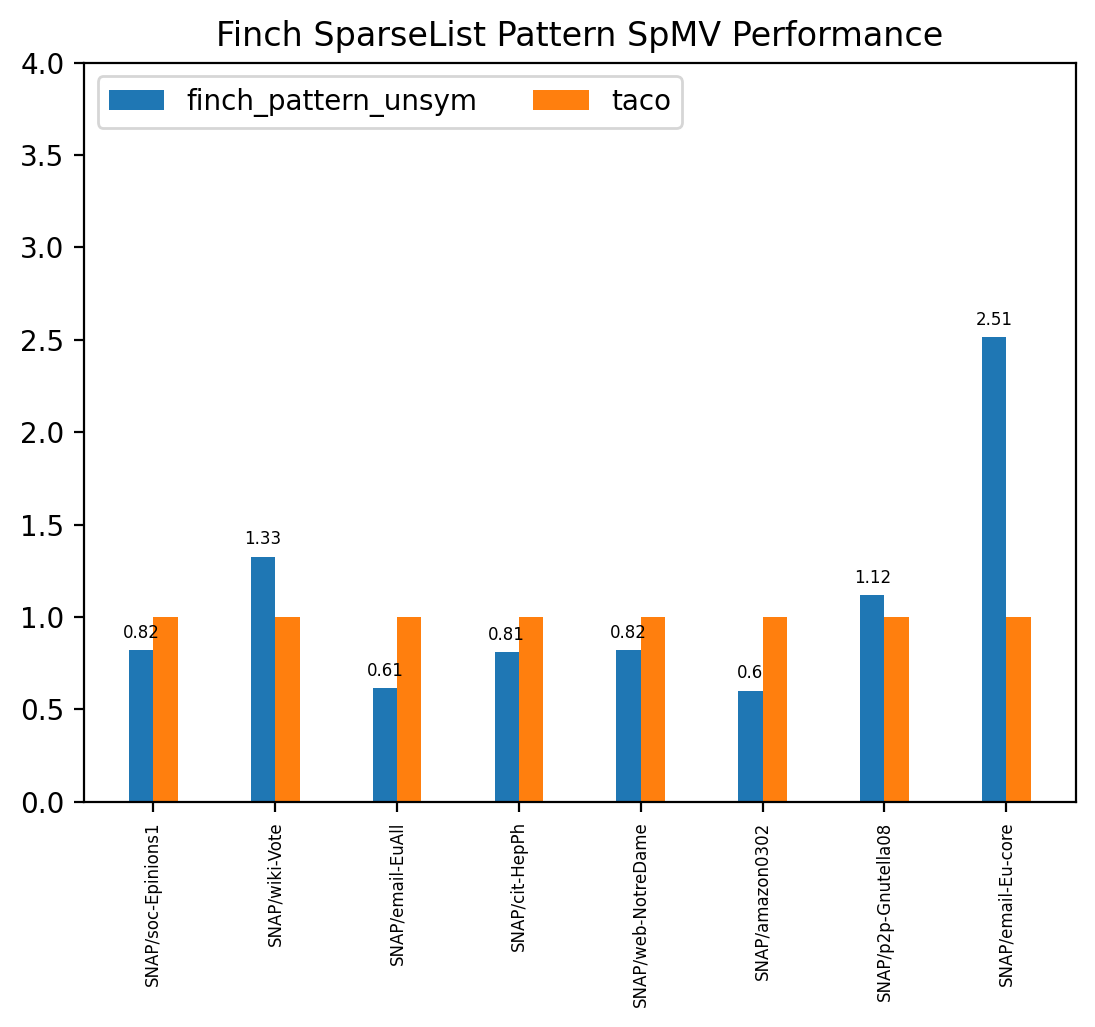 Finch SparseList Pattern SpMV Performance
4.0
3.5
3.0
2.5
2.0
1.5
1.0
0.5
0.0
finch_pattern_unsym taco
0.82
1.33
0.61
0.81
0.82
0.6
1.12
2.51
SNAP/soc-Epinions1
SNAP/wiki-Vote
SNAP/email-EuAll
SNAP/cit-HepPh
SNAP/web-NotreDame
SNAP/amazon0302
SNAP/p2p-Gnutella08
SNAP/email-Eu-core